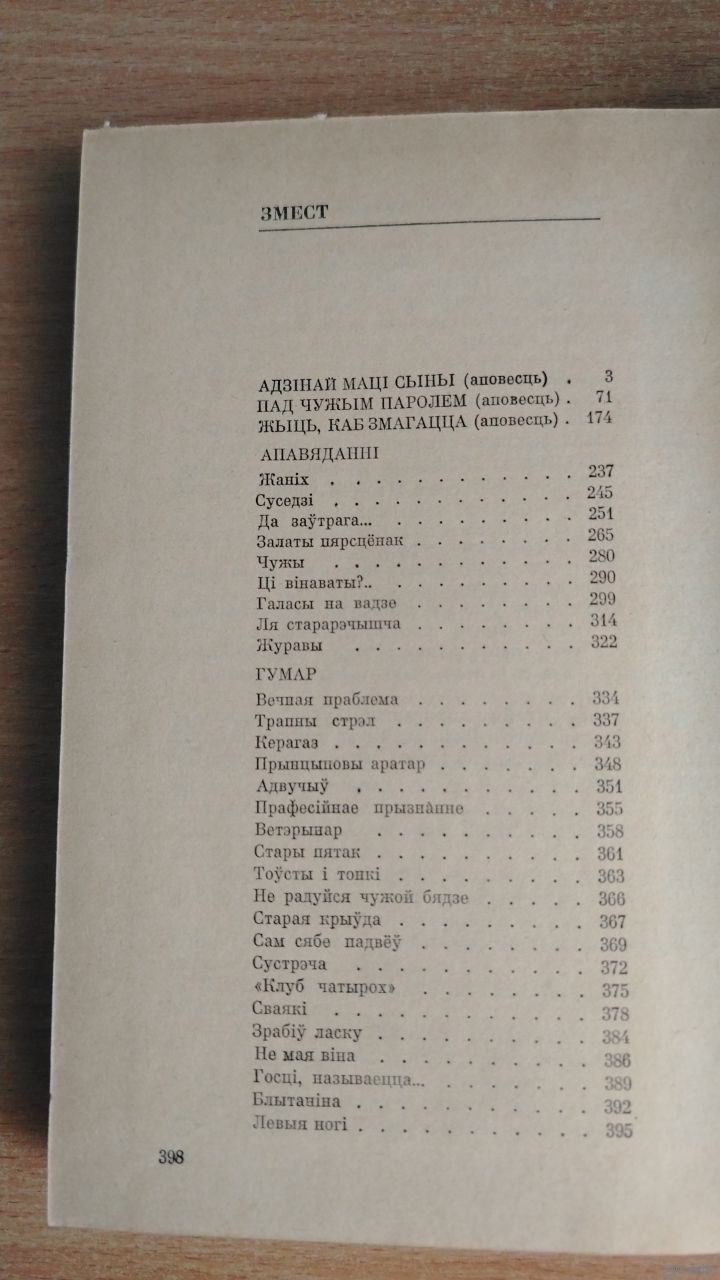 ЗМЕСТ
АДЗІНАЙ МАЦІ СЫНЫ (аповесць) . 3
ПАД ЧУЖЫМ ПАРОЛЕМ (аповесць) . 71
ЖЫЦЬ, КАБ ЗМАГАЦЦА (аповесць) . 174
АПАВЯДАННІ
Жаніх . . . . . . . . . . . . 237
Суседзі . . . . . . . . . . . 245
Да заўтрага... . . . . . . . . . 251
Залаты пярсцёнак . . . . . . . . 265
Чужы . . . . . . . . . . . 280
Ці вінаваты?.. . . . . . . . . . 290
Галасы на вадзе . . . . . . . . 299
Ля старарэчышча . . . . . . . . 314
Журавы . . . . . . . . . . . 322
ГУМАР
Вечная праблема . . . . . . . . 334
Трапны стрэл . . . . . . . . . 337
Керагаз . . . . . . . . . . . . 343
Прынцыповы аратар . . . . . . . 348
Адвучыў . . . . . . . . . . . 351
Прафесійнае прызнанне . . . . . 355
Ветэрынар . . . . . . . . . . 358
Стары пятак . . . . . . . . . . 361
Тоўсты і тонкі . . . . . . . . . 363
Не радуйся чужой бядзе . . . . . 366
Старая крыўда . . . . . . . . . 367
Сам сябе падвёў . . . . . . . . 369
Сустрэча . . . . . . . . . . . 372
«Клуб чатырох» . . . . . . . . 375
Сваякі . . . . . . . . . . . . 378
Зрабіў ласку . . . . . . . . . . 384
Не мая віна . . . . . . . . . . 386
Госці, называецца... . . . . . . . 389
Блытаніна . . . . . . . . . . . 392
Левыя ногі . . . . . . . . . . . 395
398